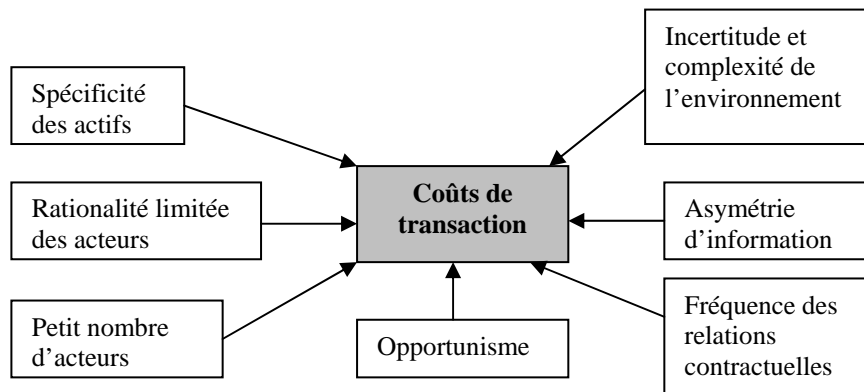 Incertitude et
complexité de
l’environnement
Spécificité
des actifs
Coûts de
transaction
Rationalité limitée
des acteurs
Asymétrie
d’information
Petit nombre
d’acteurs
Opportunisme
Fréquence des
relations
contractuelles